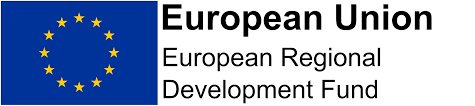 European Union
European Regional
Development Fund